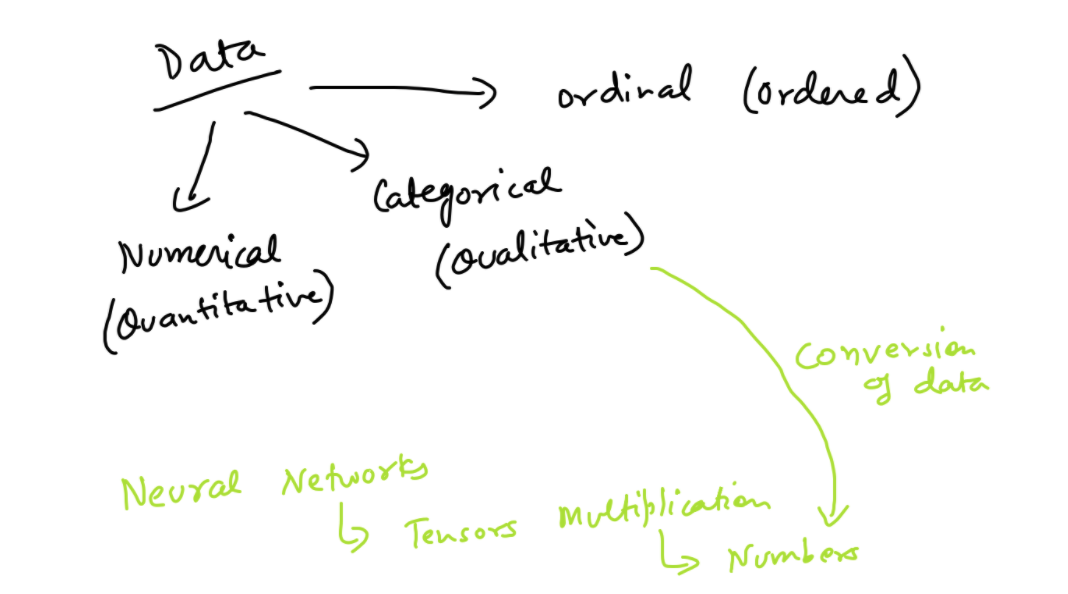 Data
ordinal (ordered)
Categorical
(Qualitative)
Numerical
(Quantitative)
Conversion
of data
Neural Networks
Tensors Multiplication
Numbers